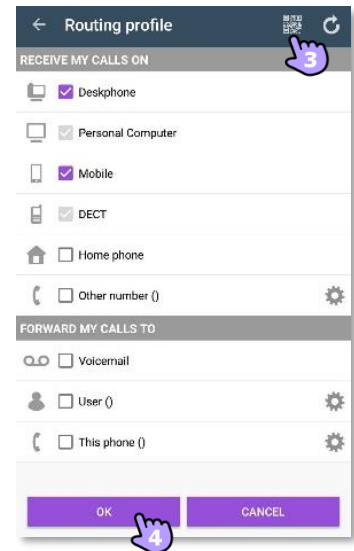 Routing profile
3
RECEIVE MY CALLS ON
Deskphone
Personal Computer
Mobile
DECT
Home phone
Other number ()
FORWARD MY CALLS TO
Voicemail
User ()
This phone ()
OK CANCEL
4